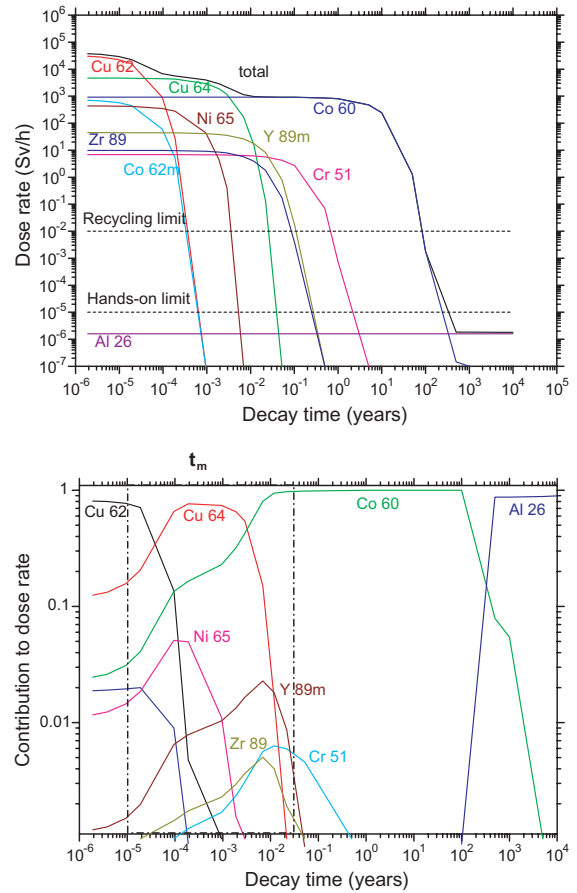 10^6
10^5
10^4
10^3
10^2
10^1
10^0
10^-1
10^-2
10^-3
10^-4
10^-5
10^-6
10^-7
Dose rate (Sv/h)
Cu 62
total
Cu 64
Ni 65
Co 60
Zr 89
Y 89m
Co 62m
Cr 51
Recycling limit
Hands-on limit
Al 26
10^-6 10^-5 10^-4 10^-3 10^-2 10^-1 10^0 10^1 10^2 10^3 10^4 10^5
Decay time (years)
t_m
1
0.1
0.01
Contribution to dose rate
Cu 62
Cu 64
Co 60
Al 26
Ni 65
Y 89m
Zr 89
Cr 51
10^-6 10^-5 10^-4 10^-3 10^-2 10^-1 10^0 10^1 10^2 10^3 10^4
Decay time (years)